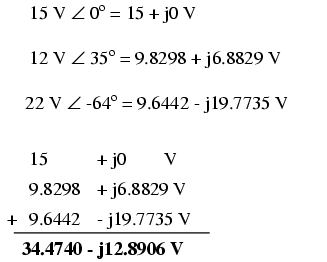 15 V ∠ 0° = 15 + j0 V
12 V ∠ 35° = 9.8298 + j6.8829 V
22 V ∠ -64° = 9.6442 - j19.7735 V
15 + j0 V
9.8298 + j6.8829 V
+ 9.6442 - j19.7735 V
34.4740 - j12.8906 V